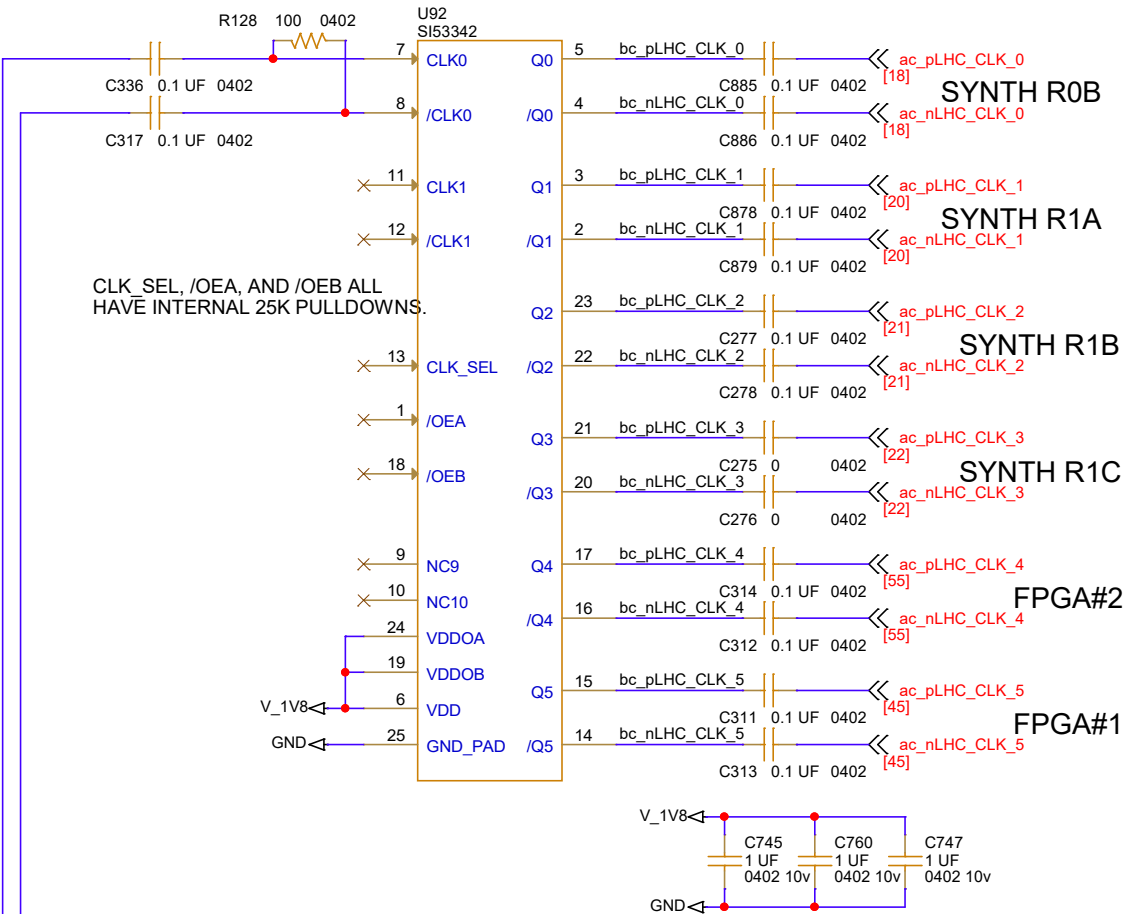 R128 100 0402
U92
SI53342
C336 0.1 UF 0402
C317 0.1 UF 0402
7 CLK0
8 /CLK0
11 CLK1
12 /CLK1
CLK_SEL, /OEA, AND /OEB ALL
HAVE INTERNAL 25K PULLDOWNS.
13 CLK_SEL
1 /OEA
18 /OEB
9 NC9
10 NC10
24 VDDOA
19 VDDOB
V_1V8 6 VDD
GND 25 GND_PAD
Q0 5 bc_pLHC_CLK_0 ac_pLHC_CLK_0
C885 0.1 UF 0402 [18]
SYNTH R0B
/Q0 4 bc_nLHC_CLK_0 ac_nLHC_CLK_0
C886 0.1 UF 0402 [18]
Q1 3 bc_pLHC_CLK_1 ac_pLHC_CLK_1
C878 0.1 UF 0402 [20]
SYNTH R1A
/Q1 2 bc_nLHC_CLK_1 ac_nLHC_CLK_1
C879 0.1 UF 0402 [20]
Q2 23 bc_pLHC_CLK_2 ac_pLHC_CLK_2
C277 0.1 UF 0402 [21]
SYNTH R1B
/Q2 22 bc_nLHC_CLK_2 ac_nLHC_CLK_2
C278 0.1 UF 0402 [21]
Q3 21 bc_pLHC_CLK_3 ac_pLHC_CLK_3
C275 0 0402 [22]
SYNTH R1C
/Q3 20 bc_nLHC_CLK_3 ac_nLHC_CLK_3
C276 0 0402 [22]
Q4 17 bc_pLHC_CLK_4 ac_pLHC_CLK_4
C314 0.1 UF 0402 [55]
FPGA#2
/Q4 16 bc_nLHC_CLK_4 ac_nLHC_CLK_4
C312 0.1 UF 0402 [55]
Q5 15 bc_pLHC_CLK_5 ac_pLHC_CLK_5
C311 0.1 UF 0402 [45]
FPGA#1
/Q5 14 bc_nLHC_CLK_5 ac_nLHC_CLK_5
C313 0.1 UF 0402 [45]
V_1V8
C745 C760 C747
1 UF 1 UF 1 UF
0402 10v 0402 10v 0402 10v
GND